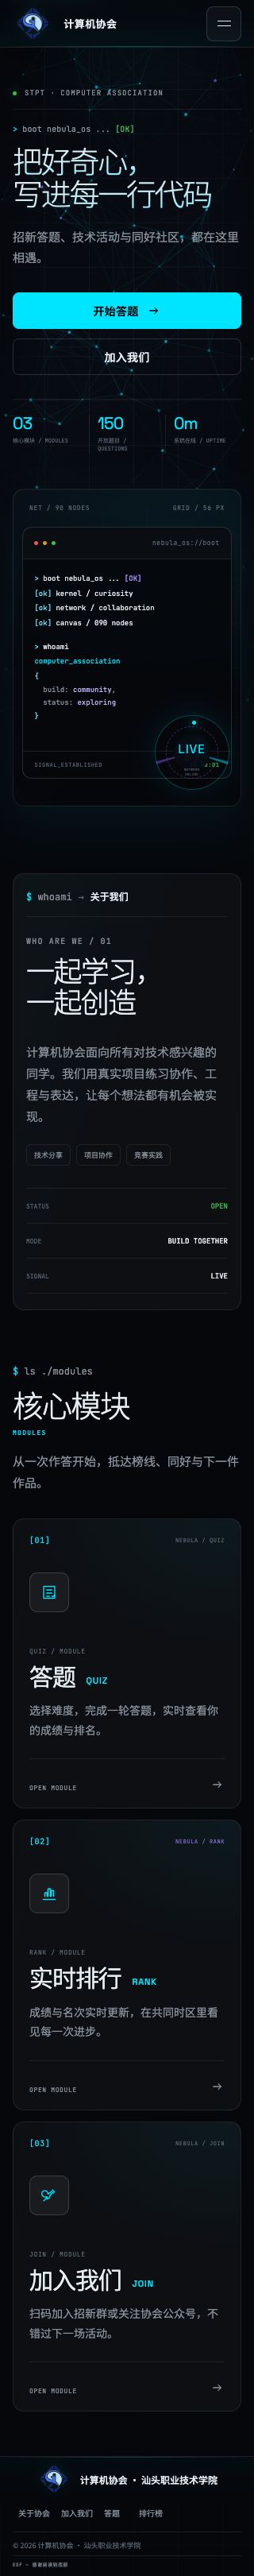 计算机协会
STPT · COMPUTER ASSOCIATION
> boot nebula_os ... [OK]
把好奇心，
写进每一行代码
招新答题、技术活动与同好社区，都在这里
相遇。
开始答题 →
加入我们
03
核心模块 / MODULES
150
开放题目 /
QUESTIONS
0m
系统在线 / UPTIME
NET / 90 NODES
GRID / 56 PX
nebula_os://boot
> boot nebula_os ... [OK]
[ok] kernel / curiosity
[ok] network / collaboration
[ok] canvas / 090 nodes
> whoami
computer_association
{
build: community,
status: exploring
}
SIGNAL_ESTABLISHED
LIVE
NETWORK
ONLINE
$ whoami → 关于我们
WHO ARE WE / 01
一起学习，
一起创造
计算机协会面向所有对技术感兴趣的
同学。我们用真实项目练习协作、工
程与表达，让每个想法都有机会被实
现。
技术分享
项目协作
竞赛实践
STATUS
OPEN
MODE
BUILD TOGETHER
SIGNAL
LIVE
$ ls ./modules
核心模块
MODULES
从一次作答开始，抵达榜线、同好与下一件
作品。
[01]
NEBULA / QUIZ
QUIZ / MODULE
答题 QUIZ
选择难度，完成一轮答题，实时查看你
的成绩与排名。
OPEN MODULE →
[02]
NEBULA / RANK
RANK / MODULE
实时排行 RANK
成绩与名次实时更新，在共同时区里看
见每一次进步。
OPEN MODULE →
[03]
NEBULA / JOIN
JOIN / MODULE
加入我们 JOIN
扫码加入招新群或关注协会公众号，不
错过下一场活动。
OPEN MODULE →
计算机协会 · 汕头职业技术学院
关于协会
加入我们
答题
排行榜
© 2026 计算机协会 · 汕头职业技术学院
EOF — 感谢阅读到底部